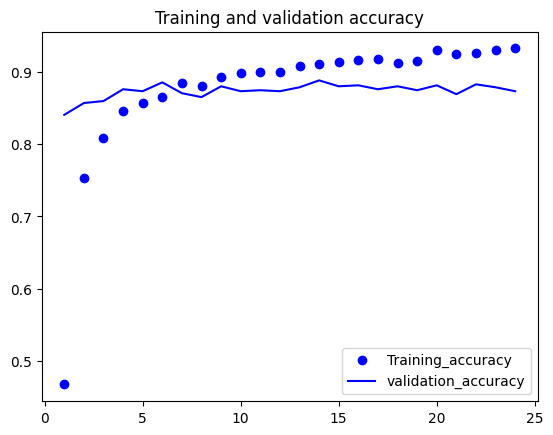 Training and validation accuracy
0.9
0.8
0.7
0.6
0.5
Training_accuracy
validation_accuracy
0 5 10 15 20 25